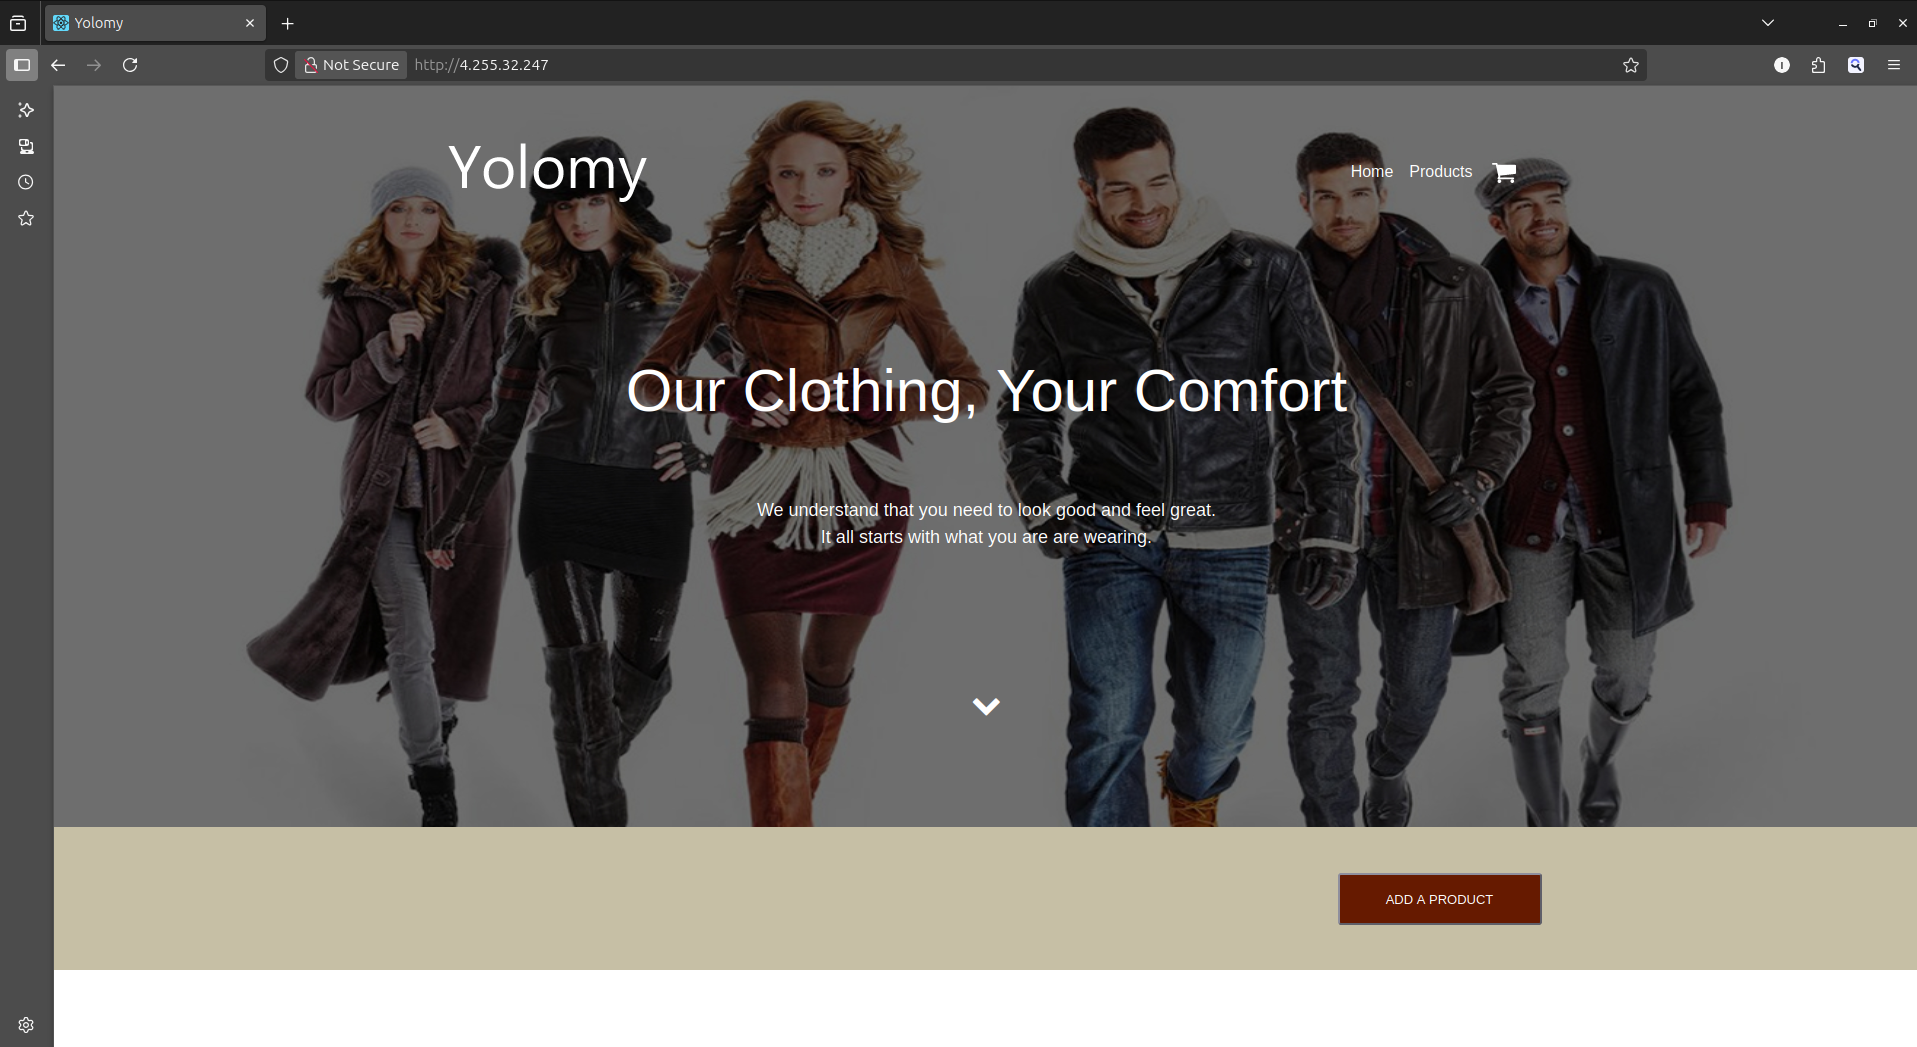 Yolomy
Not Secure
http://4.255.32.247
Yolomy
Home Products
Our Clothing, Your Comfort
We understand that you need to look good and feel great.
It all starts with what you are are wearing.
ADD A PRODUCT